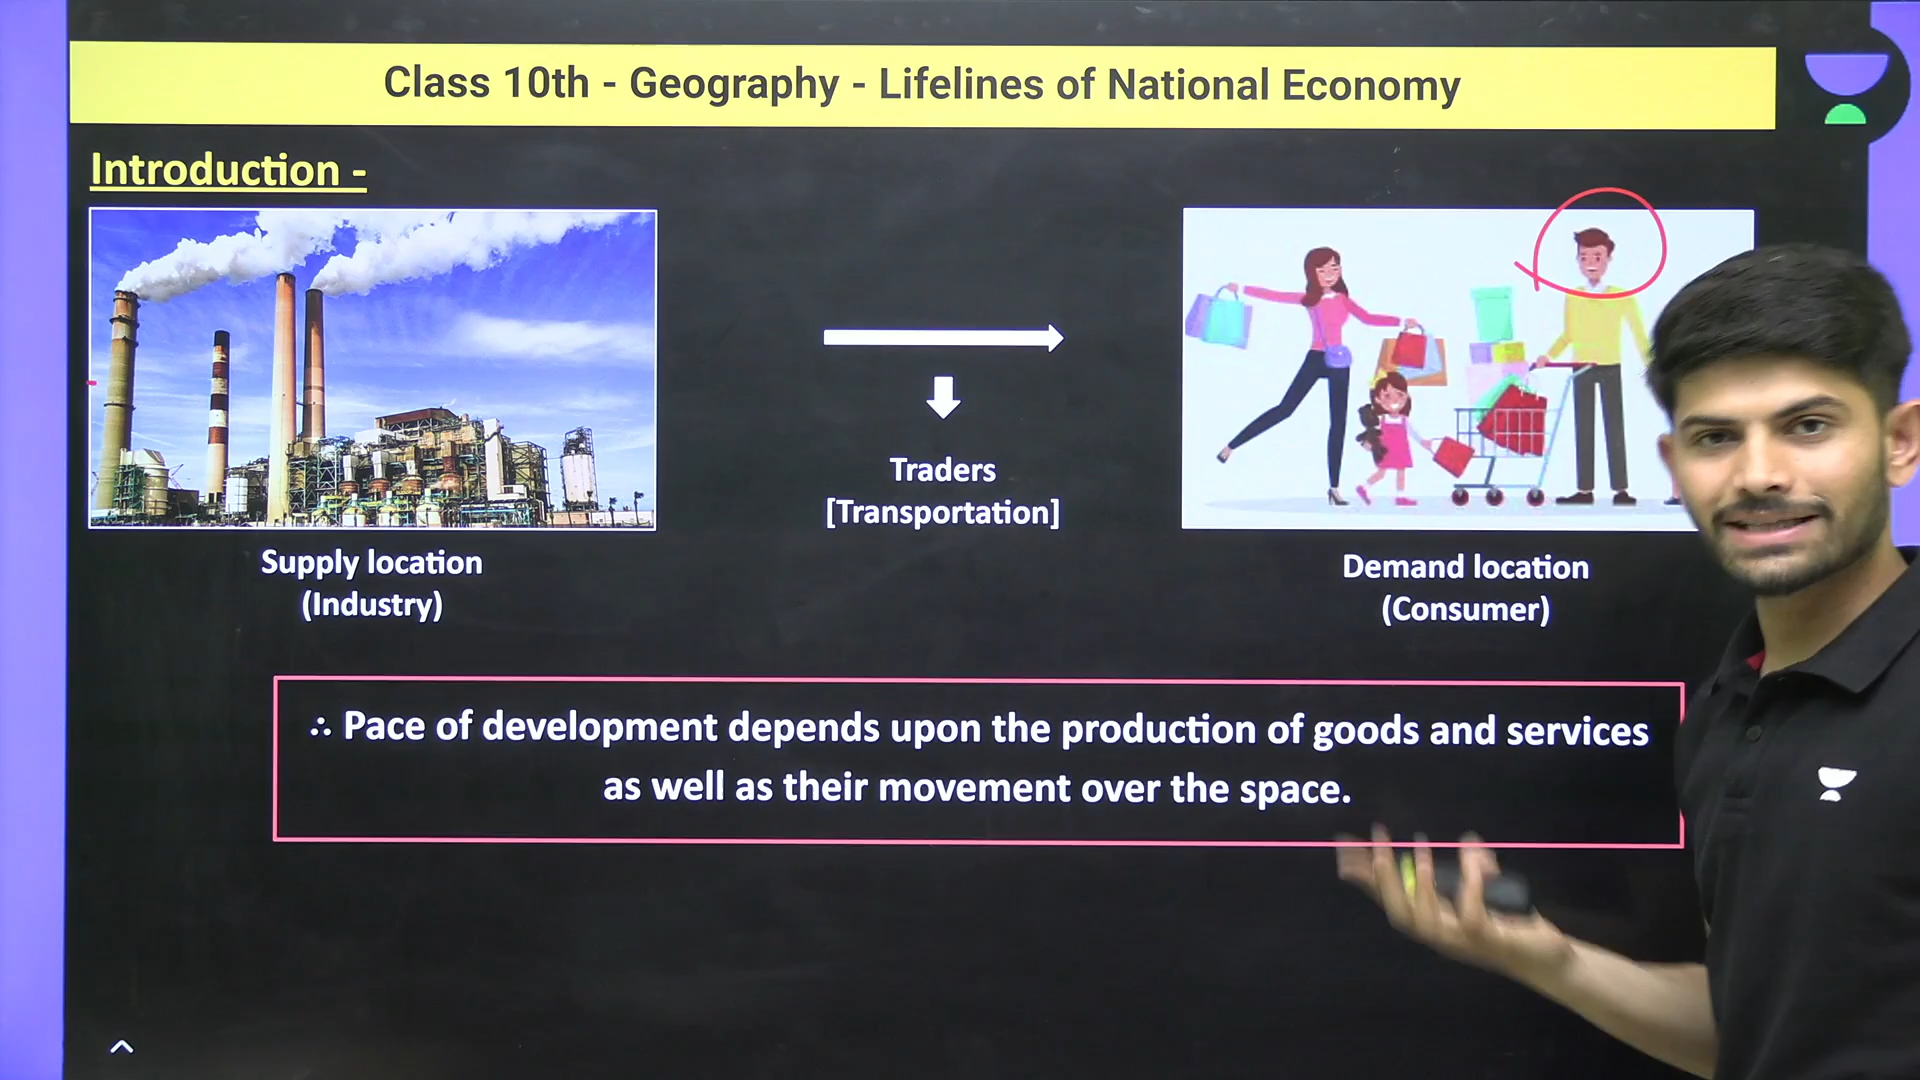 Class 10th - Geography - Lifelines of National Economy
Introduction -
Traders
[Transportation]
Supply location
(Industry)
Demand location
(Consumer)
∴ Pace of development depends upon the production of goods and services
as well as their movement over the space.